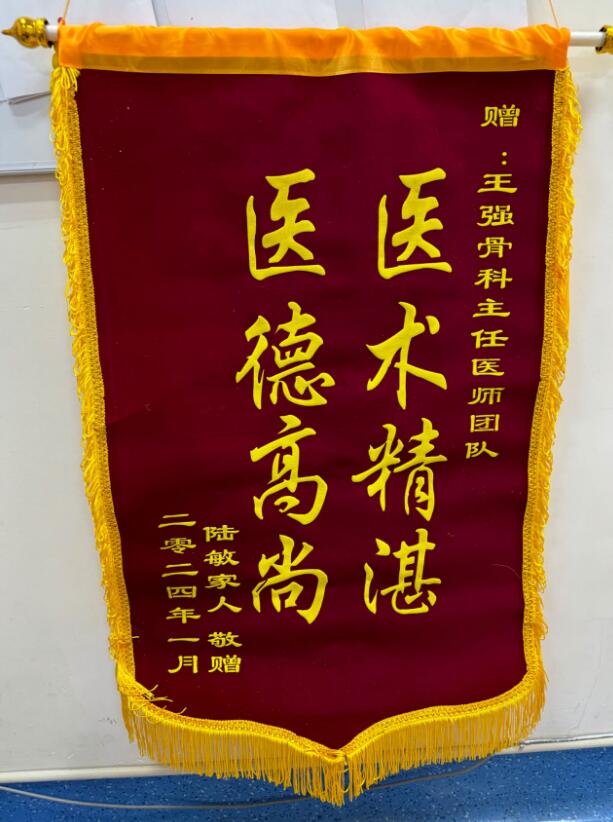 赠：王强骨科主任医师团队
医术精湛
医德高尚
陆敏家人 敬赠
二零二四年一月